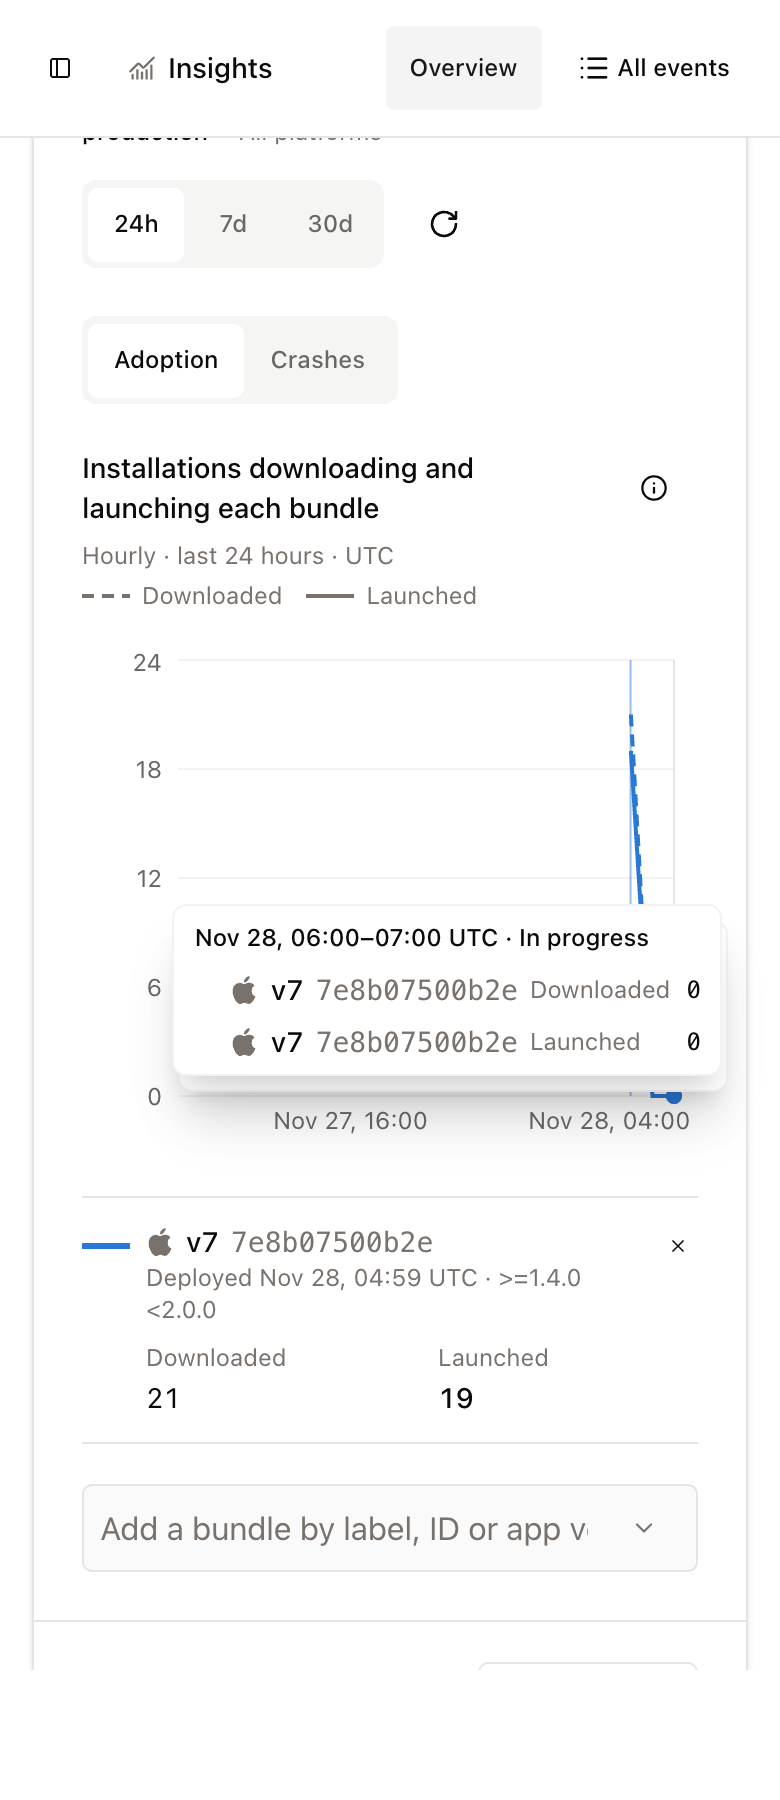 Insights
Overview
All events
production
All platforms
24h
7d
30d
Adoption
Crashes
Installations downloading and
launching each bundle
Hourly · last 24 hours · UTC
Downloaded
Launched
24
18
12
6
0
Nov 28, 06:00–07:00 UTC · In progress
v7 7e8b07500b2e Downloaded 0
v7 7e8b07500b2e Launched 0
Nov 27, 16:00
Nov 28, 04:00
v7 7e8b07500b2e
Deployed Nov 28, 04:59 UTC · >=1.4.0
<2.0.0
Downloaded
Launched
21
19
Add a bundle by label, ID or app v